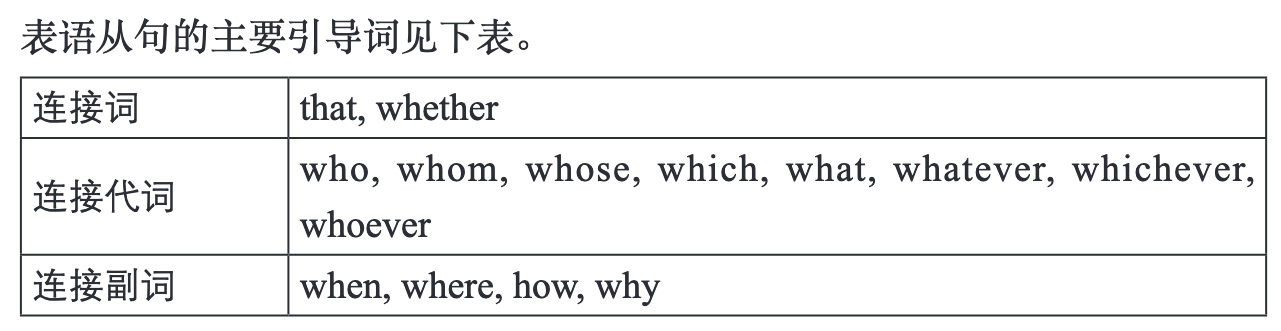 表语从句的主要引导词见下表。
连接词 that, whether
连接代词 who, whom, whose, which, what, whatever, whichever,
whoever
连接副词 when, where, how, why